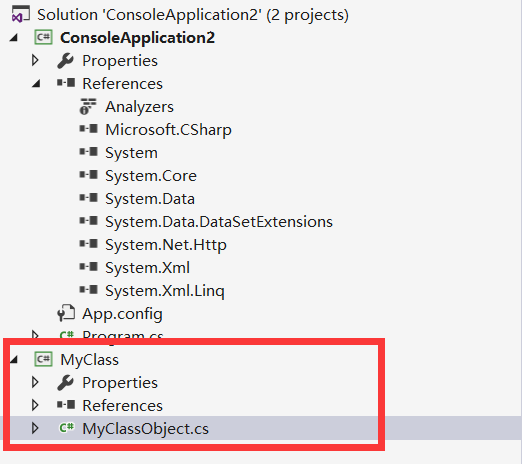 Solution 'ConsoleApplication2' (2 projects)
C# ConsoleApplication2
Properties
References
Analyzers
Microsoft.CSharp
System
System.Core
System.Data
System.Data.DataSetExtensions
System.Net.Http
System.Xml
System.Xml.Linq
App.config
C# Program.cs
C# MyClass
Properties
References
C# MyClassObject.cs